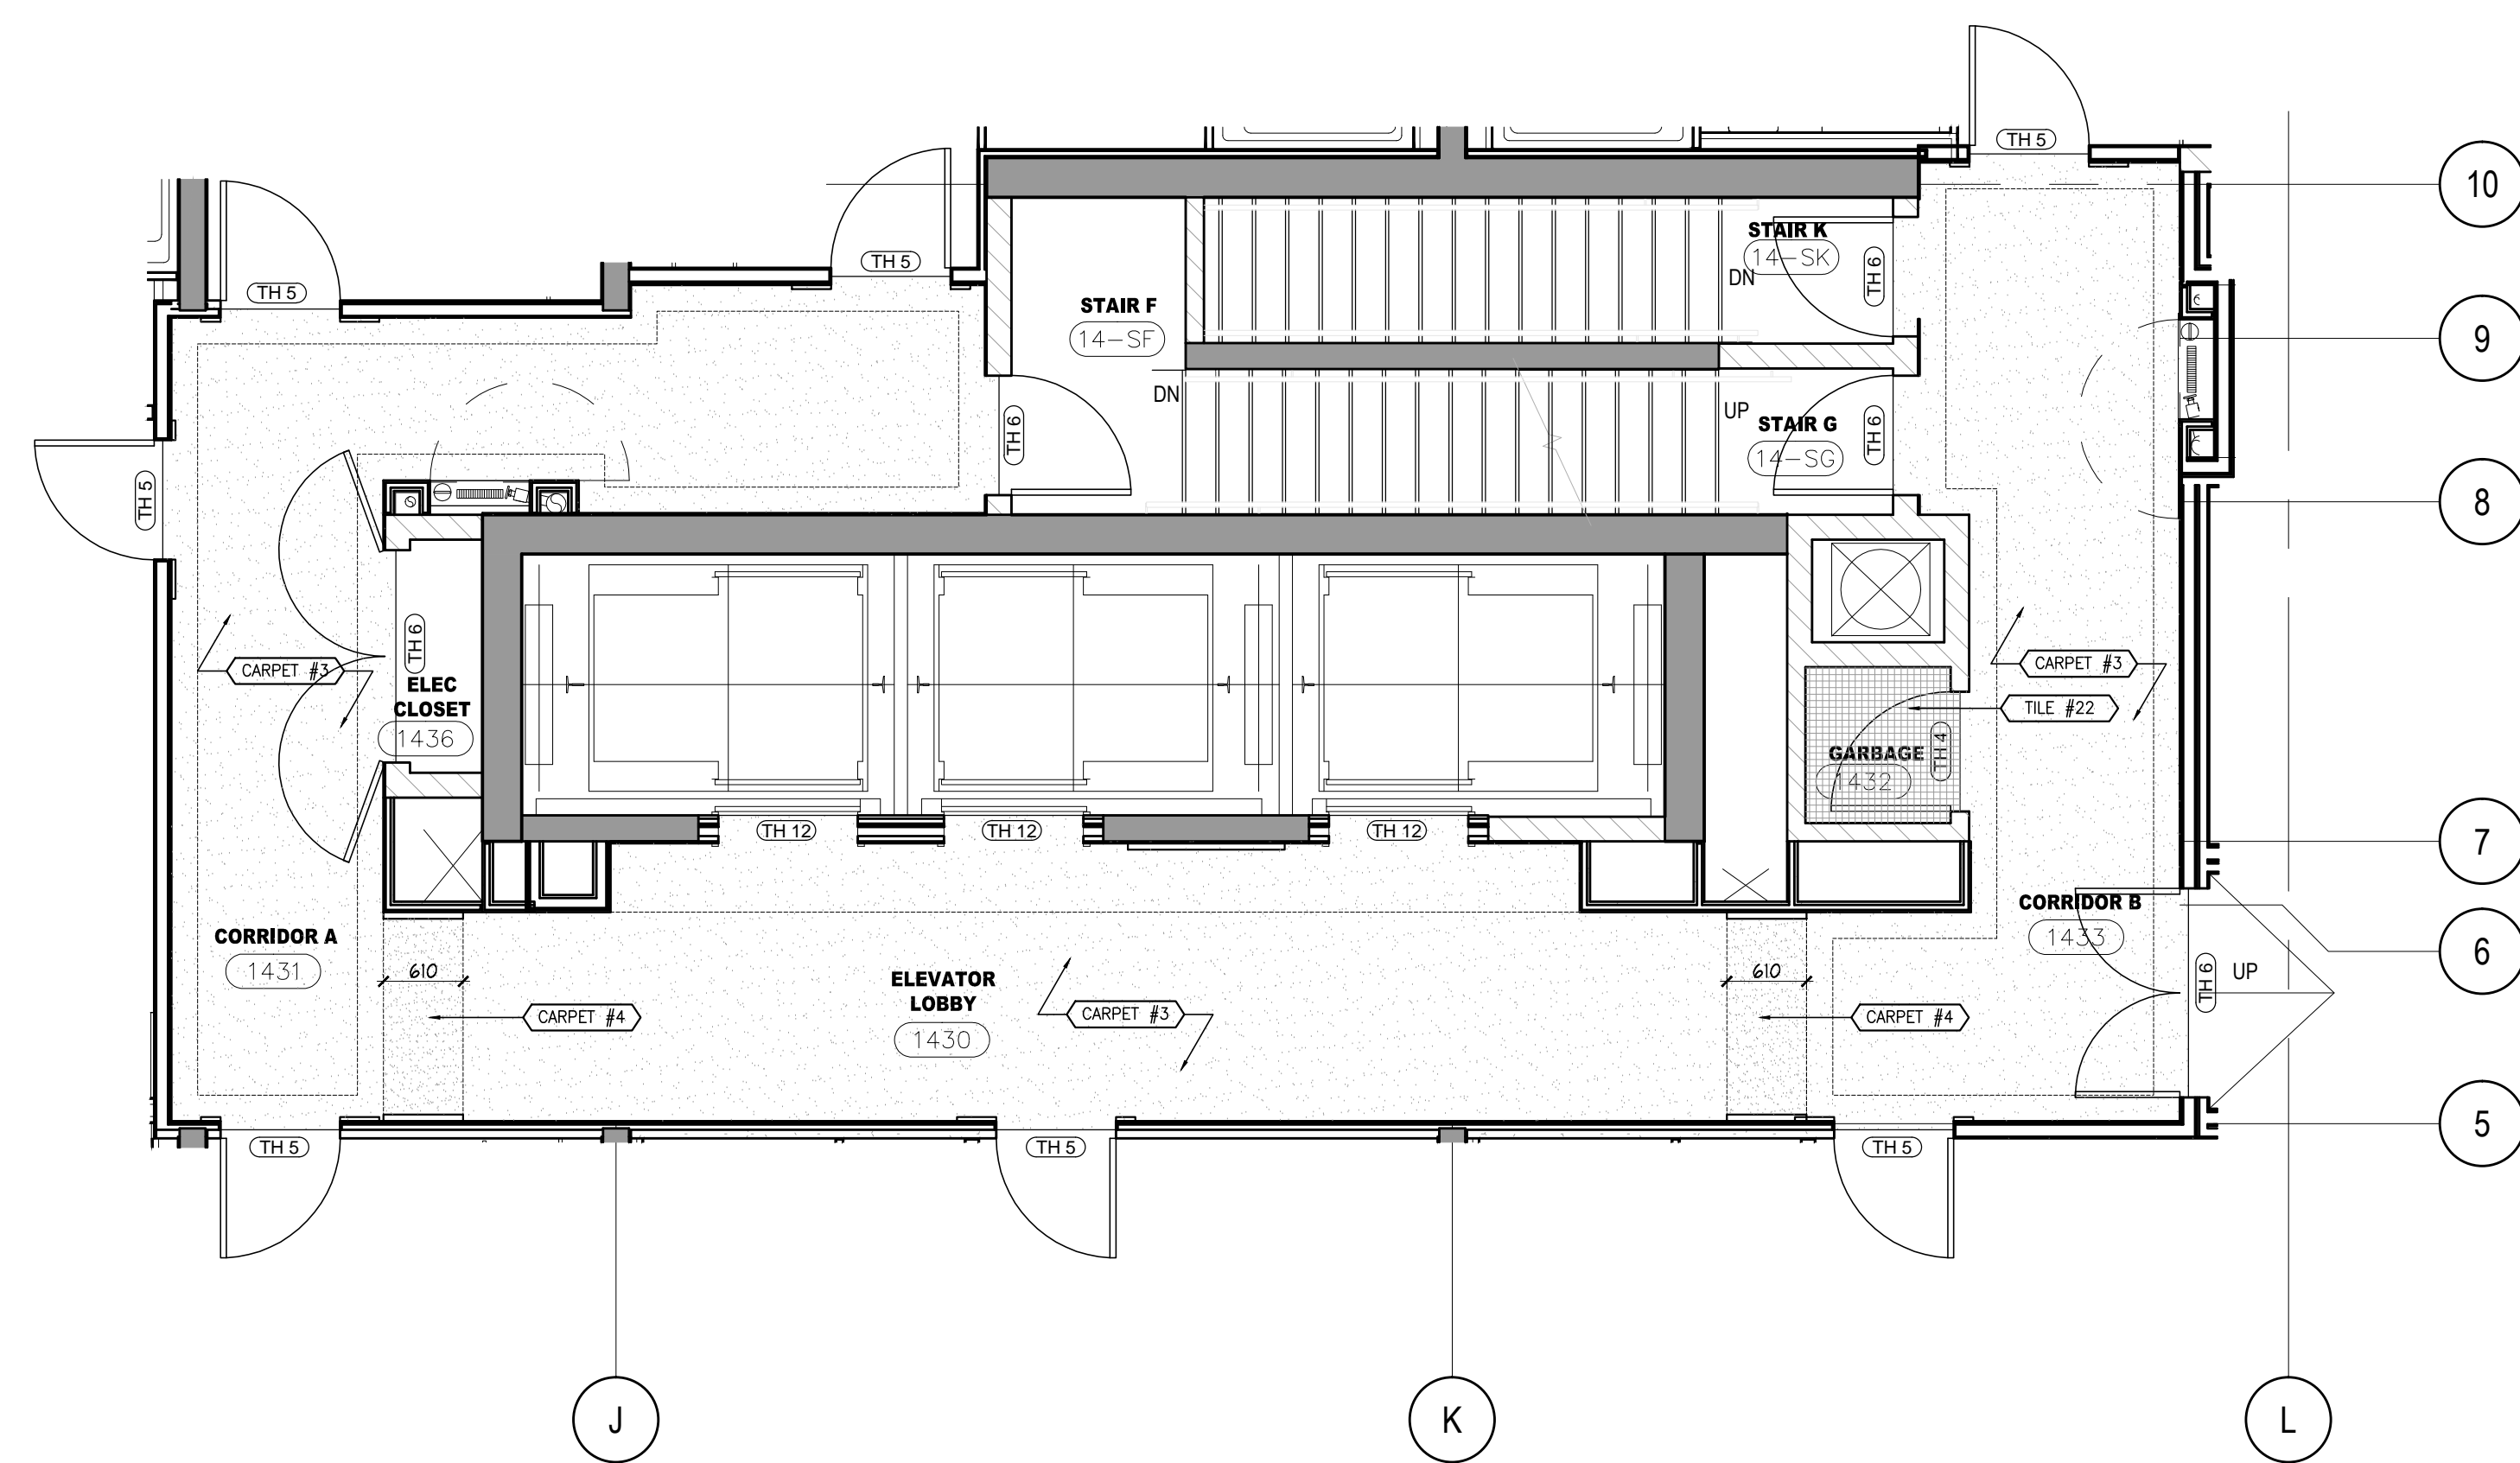 TH 5
10
STAIR K
14-SK
TH 6
DN
TH 5
TH 5
STAIR F
14-SF
9
DN
UP
STAIR G
14-SG
TH 6
TH 6
TH 5
8
TH 6
CARPET #3
ELEC
CLOSET
1436
CARPET #3
TILE #22
GARBAGE
1432
TH 4
TH 12
TH 12
TH 12
7
CORRIDOR A
1431
610
CARPET #4
ELEVATOR
LOBBY
1430
CARPET #3
610
CARPET #4
CORRIDOR B
1433
TH 6
UP
6
5
TH 5
TH 5
TH 5
J
K
L